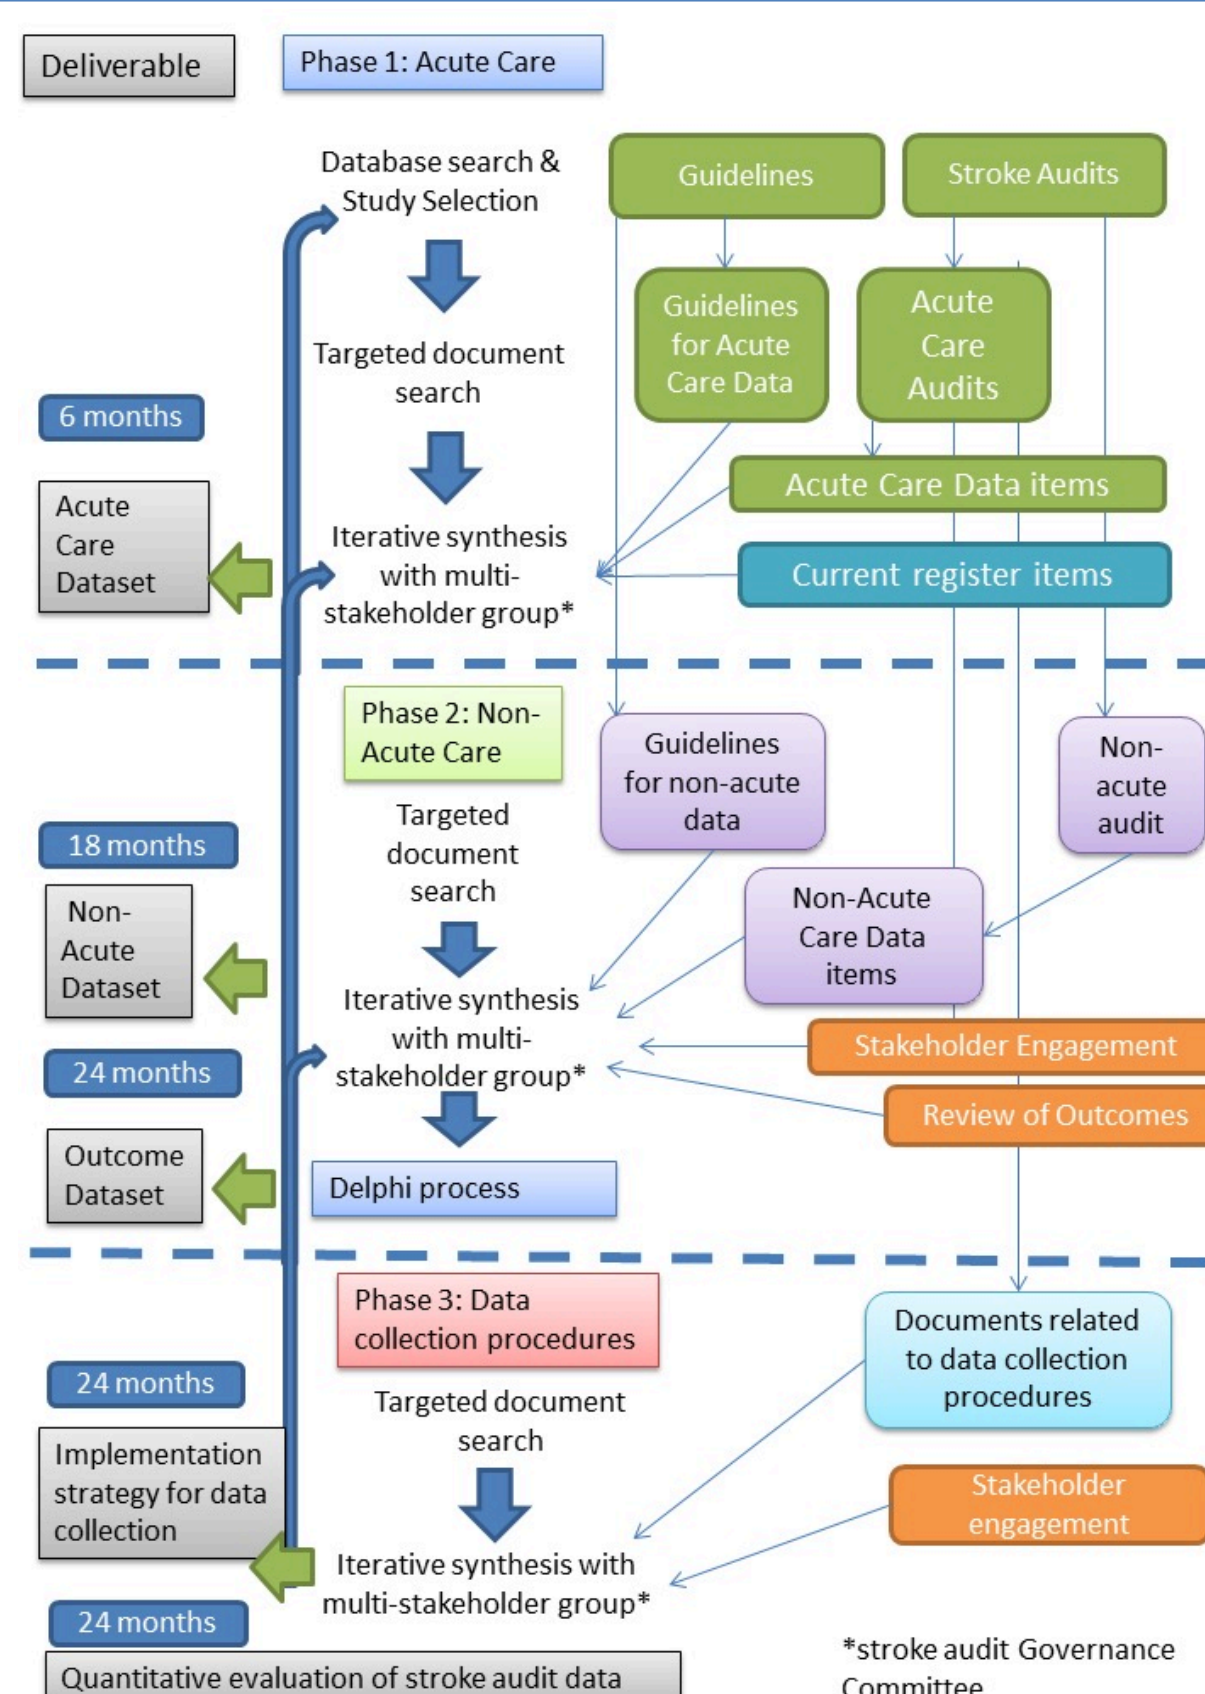 Deliverable
Phase 1: Acute Care
Database search &
Study Selection
Guidelines
Stroke Audits
Guidelines
for Acute
Care Data
Acute
Care
Audits
Targeted document
search
6 months
Acute Care Data items
Acute
Care
Dataset
Iterative synthesis
with multi-
stakeholder group*
Current register items
Phase 2: Non-
Acute Care
Guidelines
for non-acute
data
Non-
acute
audit
Targeted
document
search
18 months
Non-
Acute
Dataset
Non-Acute
Care Data
items
Iterative synthesis
with multi-
stakeholder group*
Stakeholder Engagement
24 months
Review of Outcomes
Outcome
Dataset
Delphi process
Phase 3: Data
collection procedures
Documents related
to data collection
procedures
24 months
Targeted document
search
Implementation
strategy for data
collection
Stakeholder
engagement
Iterative synthesis with
multi-stakeholder group*
24 months
Quantitative evaluation of stroke audit data
*stroke audit Governance
Committee